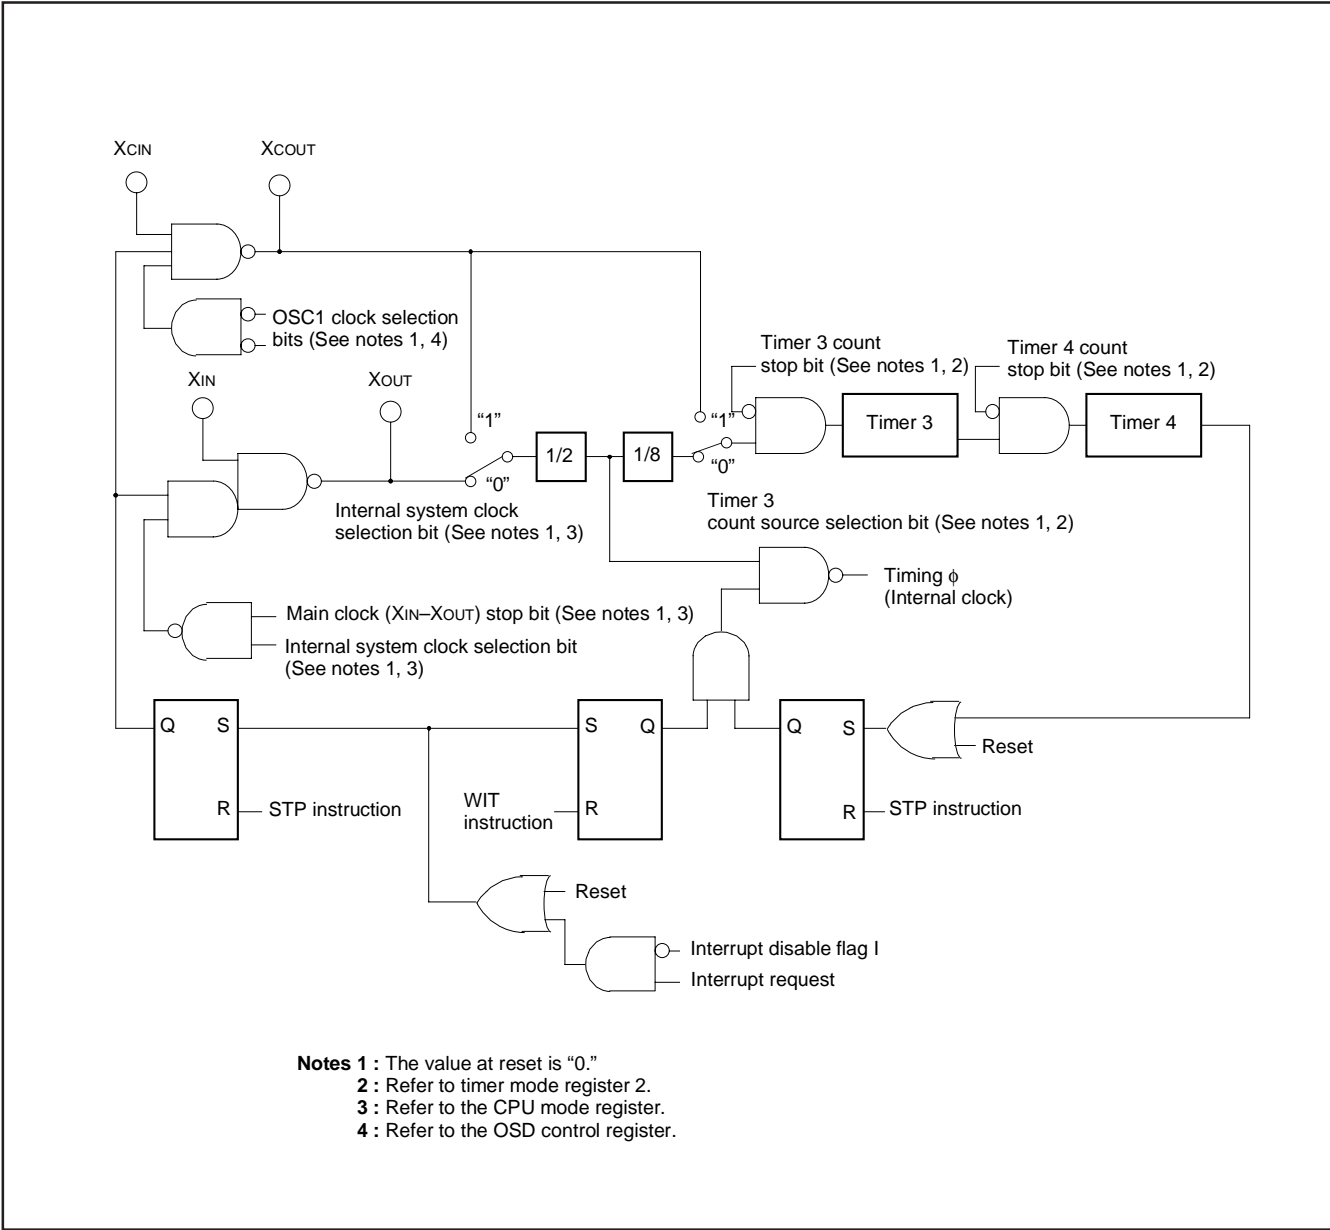 XCIN
XCOUT
OSC1 clock selection
bits (See notes 1, 4)
XIN
XOUT
“1”
“0”
Internal system clock
selection bit (See notes 1, 3)
1/2
1/8
“1”
“0”
Timer 3 count
stop bit (See notes 1, 2)
Timer 4 count
stop bit (See notes 1, 2)
Timer 3
Timer 4
Timer 3
count source selection bit (See notes 1, 2)
Timing ϕ
(Internal clock)
Main clock (XIN–XOUT) stop bit (See notes 1, 3)
Internal system clock selection bit
(See notes 1, 3)
Q S
R
STP instruction
S Q
R
WIT
instruction
Q S
R
Reset
STP instruction
Reset
Interrupt disable flag I
Interrupt request
Notes 1 : The value at reset is “0.”
2 : Refer to timer mode register 2.
3 : Refer to the CPU mode register.
4 : Refer to the OSD control register.